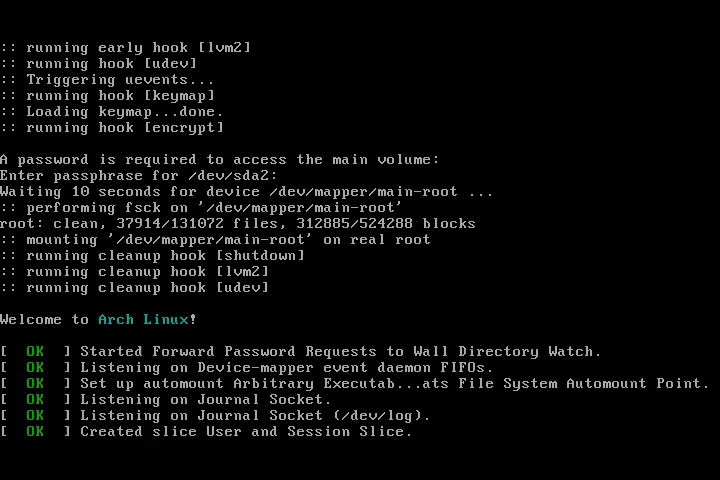 :: running early hook [lvm2]
:: running hook [udev]
:: Triggering uevents...
:: running hook [keymap]
:: Loading keymap...done.
:: running hook [encrypt]
A password is required to access the main volume:
Enter passphrase for /dev/sda2:
Waiting 10 seconds for device /dev/mapper/main-root ...
:: performing fsck on '/dev/mapper/main-root'
root: clean, 37914/131072 files, 312885/524288 blocks
:: mounting '/dev/mapper/main-root' on real root
:: running cleanup hook [shutdown]
:: running cleanup hook [lvm2]
:: running cleanup hook [udev]
Welcome to Arch Linux!
[  OK  ] Started Forward Password Requests to Wall Directory Watch.
[  OK  ] Listening on Device-mapper event daemon FIFOs.
[  OK  ] Set up automount Arbitrary Executab...ats File System Automount Point.
[  OK  ] Listening on Journal Socket.
[  OK  ] Listening on Journal Socket (/dev/log).
[  OK  ] Created slice User and Session Slice.